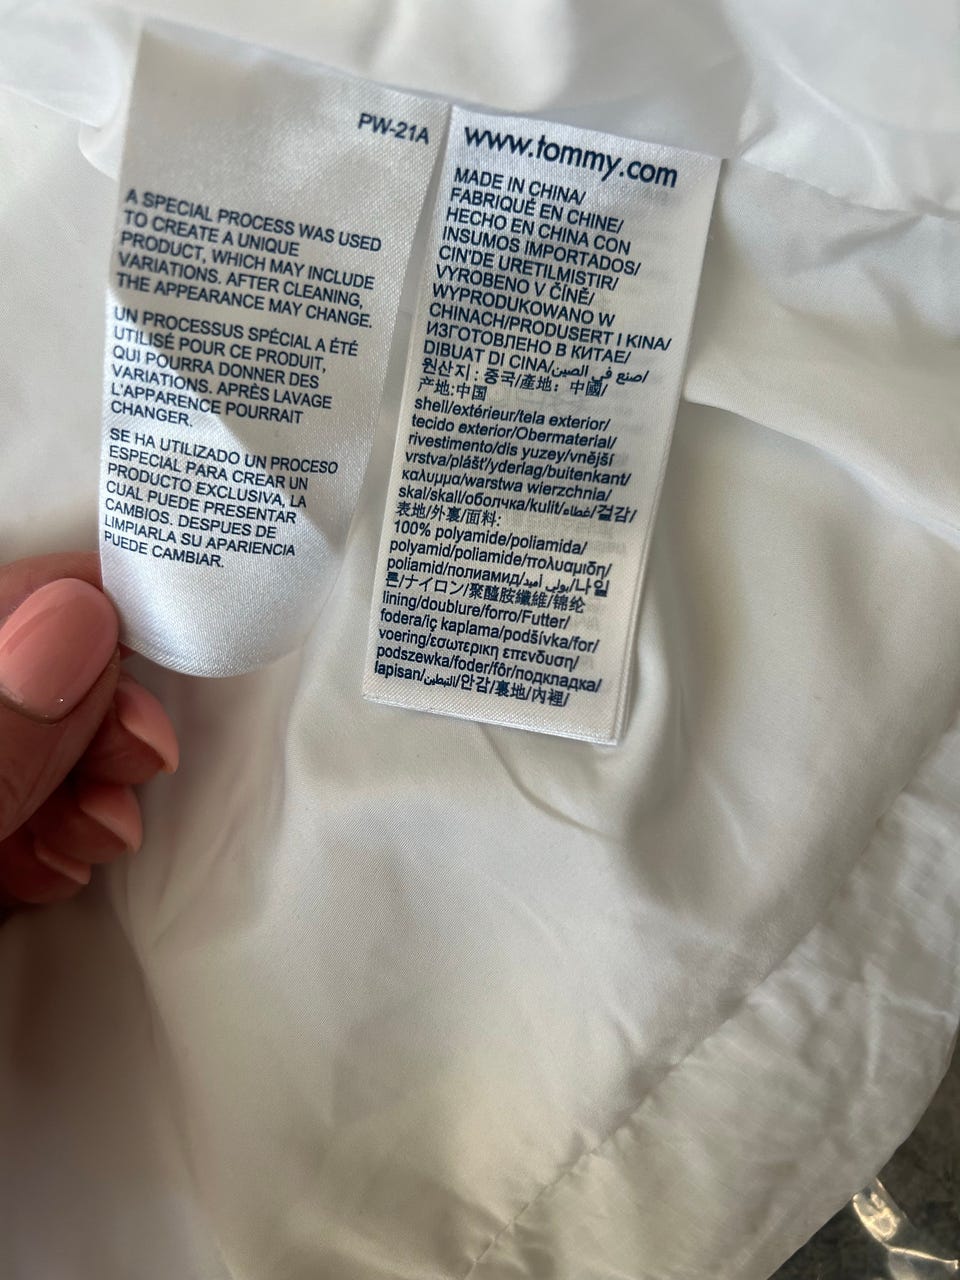 PW-21A
A SPECIAL PROCESS WAS USED
TO CREATE A UNIQUE
PRODUCT, WHICH MAY INCLUDE
VARIATIONS. AFTER CLEANING,
THE APPEARANCE MAY CHANGE.
UN PROCESSUS SPÉCIAL A ÉTÉ
UTILISÉ POUR CE PRODUIT,
QUI POURRA DONNER DES
VARIATIONS. APRÈS LAVAGE
L'APPARENCE POURRAIT
CHANGER.
SE HA UTILIZADO UN PROCESO
ESPECIAL PARA CREAR UN
PRODUCTO EXCLUSIVA, LA
CUAL PUEDE PRESENTAR
CAMBIOS. DESPUES DE
LIMPIARLA SU APARIENCIA
PUEDE CAMBIAR.
www.tommy.com
MADE IN CHINA/
FABRIQUÉ EN CHINE/
HECHO EN CHINA CON
INSUMOS IMPORTADOS/
CIN'DE URETILMISTIR/
VYROBENO V ČÍNĚ/
WYPRODUKOWANO W
CHINACH/PRODUSERT I KINA/
ИЗГОТОВЛЕНО В КИТАЕ/
DIBUAT DI CINA/اصنع في الصين/
원산지: 중국/產地: 中國/
产地:中国
shell/extérieur/tela exterior/
tecido exterior/Obermaterial/
rivestimento/dis yuzey/vnější
vrstva/plášť/yderlag/buitenkant/
καλυμμα/warstwa wierzchnia/
skal/skall/оболчка/kulit/غطاء/겉감/
表地/外裏/面料:
100% polyamide/poliamida/
polyamid/poliamide/πολυαμιδη/
poliamid/полиамид/بولي أميد/나일
론/ナイロン/聚醯胺纖維/锦纶
lining/doublure/forro/Futter/
fodera/iç kaplama/podšívka/for/
voering/εσωτερικη επενδυση/
podszewka/foder/fôr/подкладка/
lapisan/التبطين/안감/裏地/內裡/